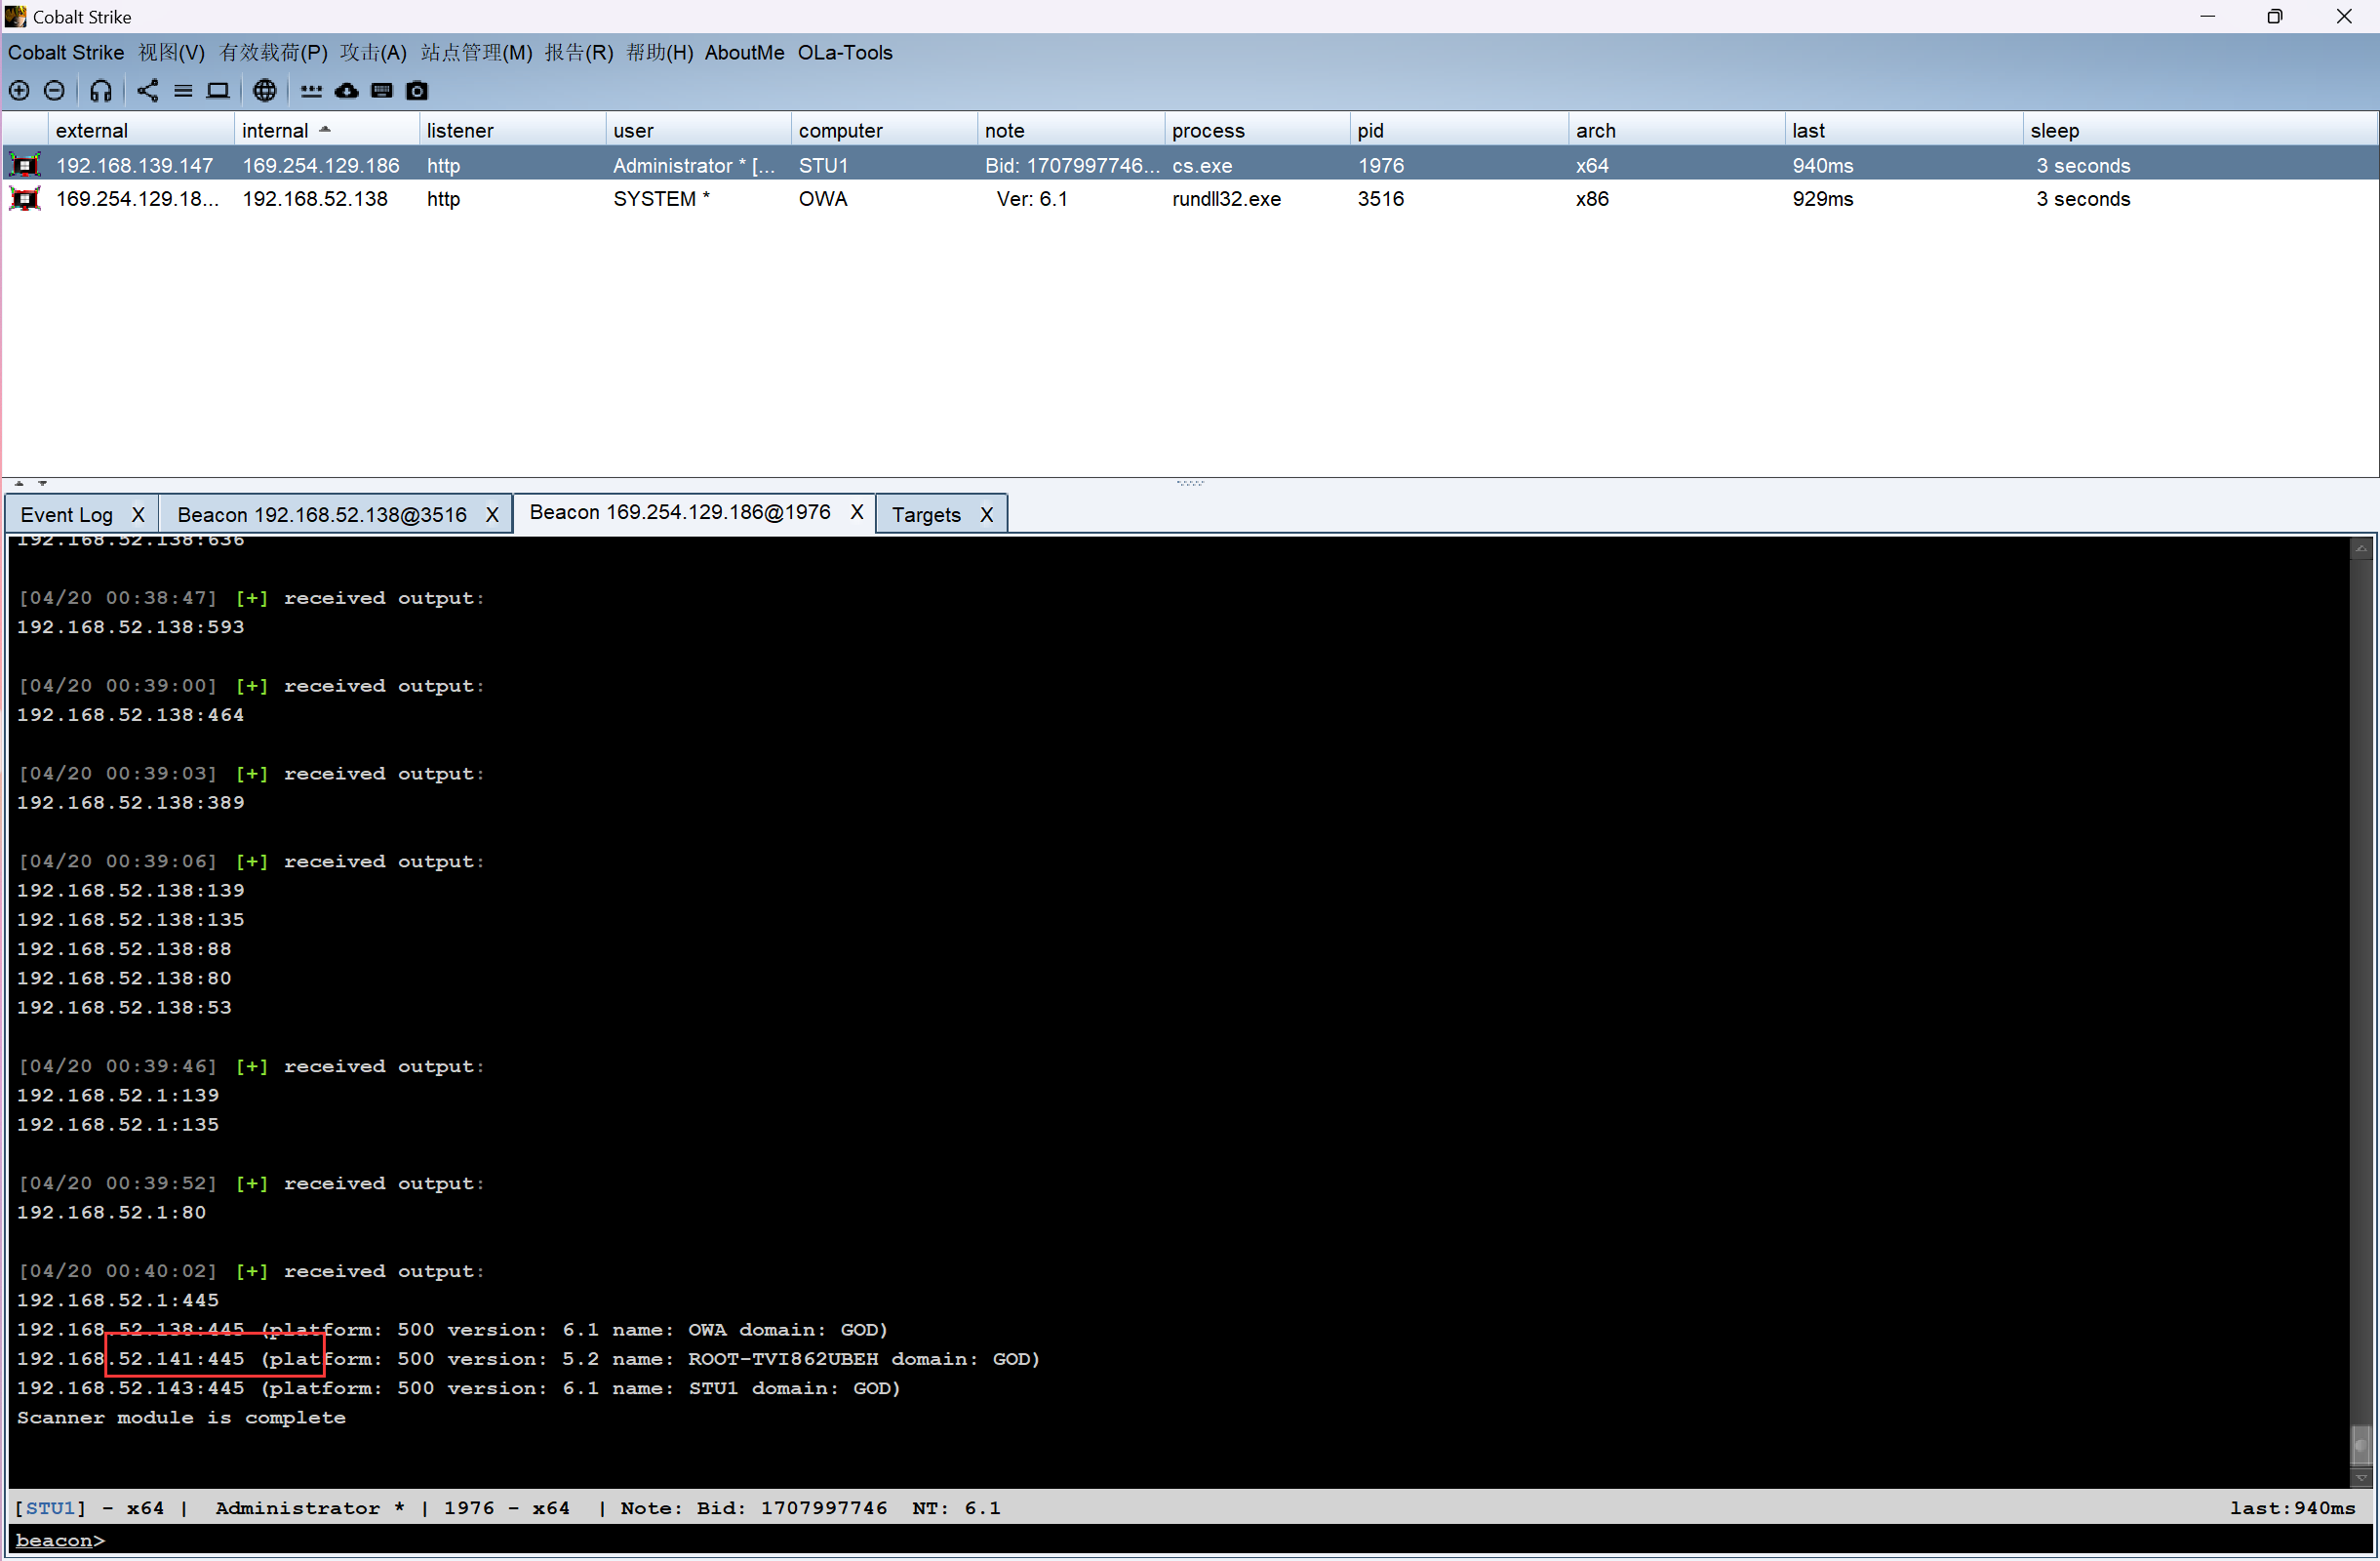 Cobalt Strike
Cobalt Strike 视图(V) 有效载荷(P) 攻击(A) 站点管理(M) 报告(R) 帮助(H) AboutMe OLa-Tools
external internal listener user computer note process pid arch last sleep
192.168.139.147 169.254.129.186 http Administrator * [... STU1 Bid: 1707997746... cs.exe 1976 x64 940ms 3 seconds
169.254.129.18... 192.168.52.138 http SYSTEM * OWA Ver: 6.1 rundll32.exe 3516 x86 929ms 3 seconds
Event Log X Beacon 192.168.52.138@3516 X Beacon 169.254.129.186@1976 X Targets X
192.168.52.138:636
[04/20 00:38:47] [+] received output:
192.168.52.138:593
[04/20 00:39:00] [+] received output:
192.168.52.138:464
[04/20 00:39:03] [+] received output:
192.168.52.138:389
[04/20 00:39:06] [+] received output:
192.168.52.138:139
192.168.52.138:135
192.168.52.138:88
192.168.52.138:80
192.168.52.138:53
[04/20 00:39:46] [+] received output:
192.168.52.1:139
192.168.52.1:135
[04/20 00:39:52] [+] received output:
192.168.52.1:80
[04/20 00:40:02] [+] received output:
192.168.52.1:445
192.168.52.138:445 (platform: 500 version: 6.1 name: OWA domain: GOD)
192.168.52.141:445 (platform: 500 version: 5.2 name: ROOT-TVI862UBEH domain: GOD)
192.168.52.143:445 (platform: 500 version: 6.1 name: STU1 domain: GOD)
Scanner module is complete
[STU1] - x64 | Administrator * | 1976 - x64 | Note: Bid: 1707997746 NT: 6.1 last:940ms
beacon>